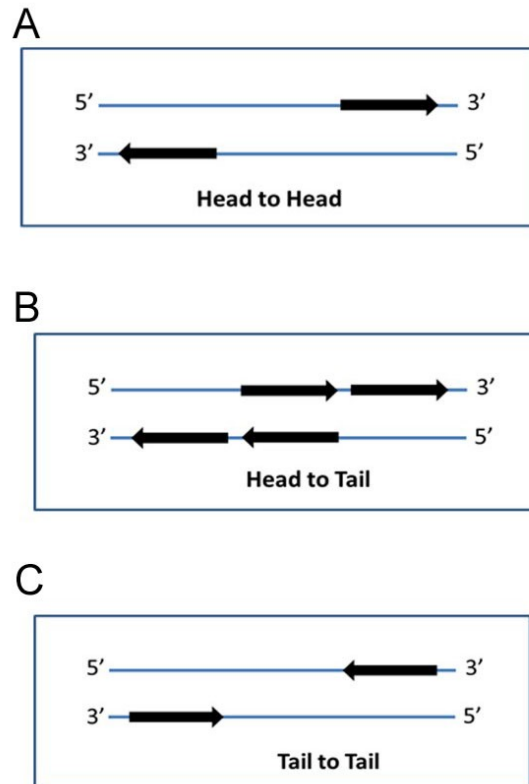 A
5′ 3′
3′ 5′
Head to Head
B
5′ 3′
3′ 5′
Head to Tail
C
5′ 3′
3′ 5′
Tail to Tail